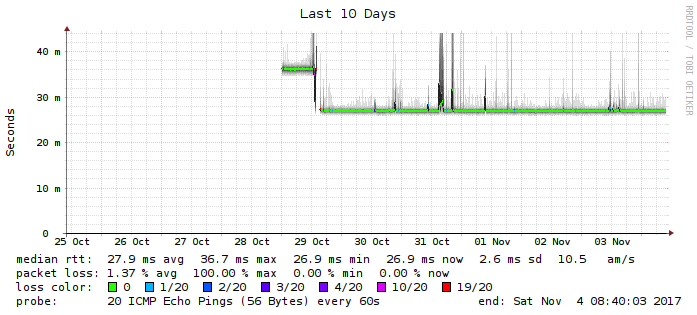 Last 10 Days
RRDTOOL / TOBI OETIKER
Seconds
40 m
30 m
20 m
10 m
0
25 Oct 26 Oct 27 Oct 28 Oct 29 Oct 30 Oct 31 Oct 01 Nov 02 Nov 03 Nov
median rtt: 27.9 ms avg 36.7 ms max 26.9 ms min 26.9 ms now 2.6 ms sd 10.5 am/s
packet loss: 1.37 % avg 100.00 % max 0.00 % min 0.00 % now
loss color: 0 1/20 2/20 3/20 4/20 10/20 19/20
probe: 20 ICMP Echo Pings (56 Bytes) every 60s end: Sat Nov 4 08:40:03 2017